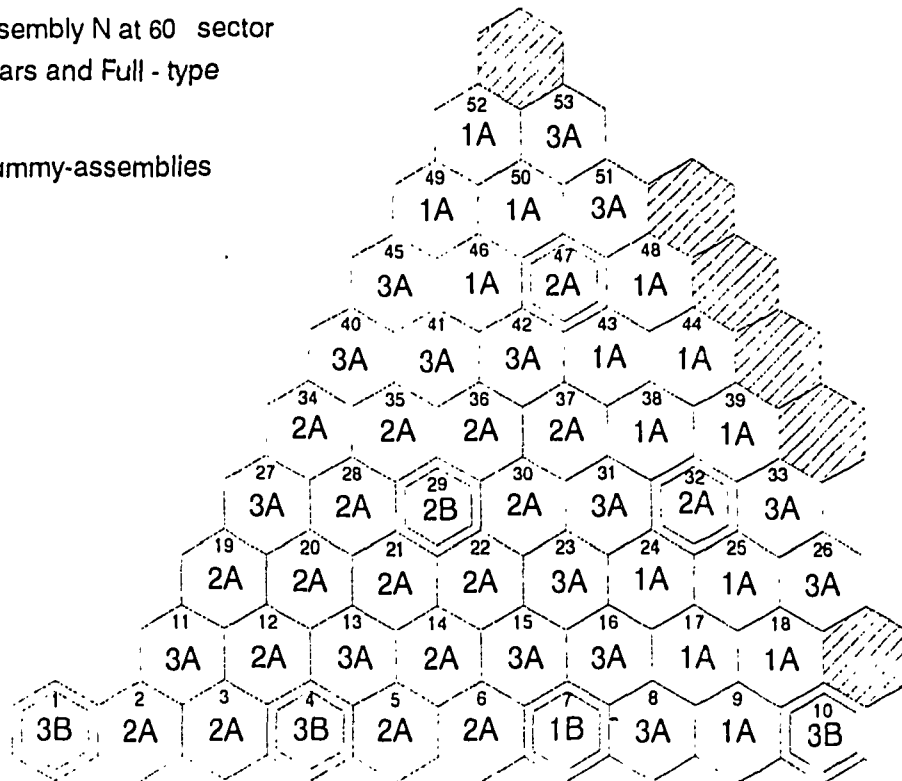 sembly N at 60 sector
ars and Full - type
mmy-assemblies
52 53
1A 3A
49 50 51
1A 1A 3A
45 46 47 48
3A 1A 2A 1A
40 41 42 43 44
3A 3A 3A 1A 1A
34 35 36 37 38 39
2A 2A 2A 2A 1A 1A
27 28 29 30 31 32 33
3A 2A 2B 2A 3A 2A 3A
19 20 21 22 23 24 25 26
2A 2A 2A 2A 3A 1A 1A 3A
11 12 13 14 15 16 17 18
3A 2A 3A 2A 3A 3A 1A 1A
1 2 3 4 5 6 7 8 9 10
3B 2A 2A 3B 2A 2A 1B 3A 1A 3B